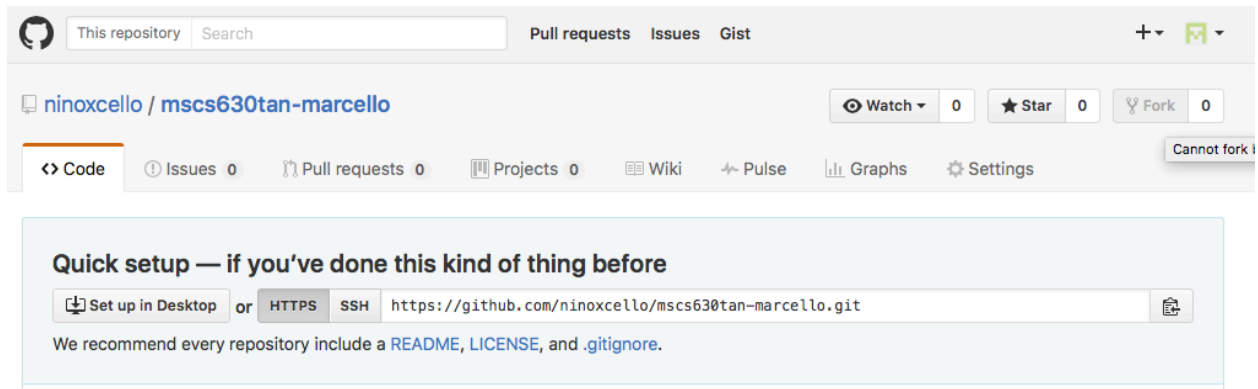 This repository Search Pull requests Issues Gist
ninoxcello / mscs630tan-marcello Watch 0 Star 0 Fork 0
Cannot fork
Code Issues 0 Pull requests 0 Projects 0 Wiki Pulse Graphs Settings
Quick setup — if you've done this kind of thing before
Set up in Desktop or HTTPS SSH https://github.com/ninoxcello/mscs630tan-marcello.git
We recommend every repository include a README, LICENSE, and .gitignore.